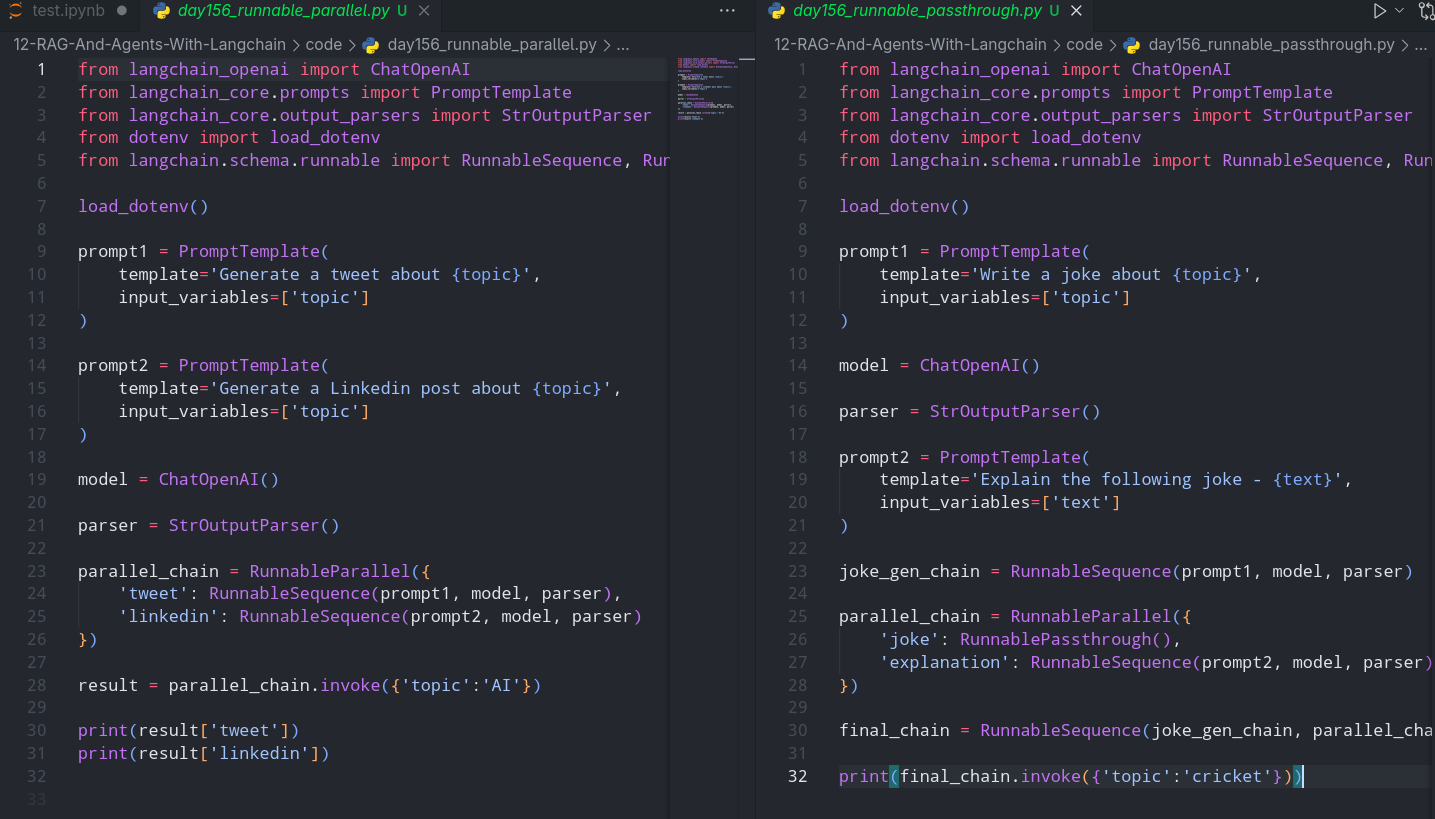 test.ipynb
day156_runnable_parallel.py U
12-RAG-And-Agents-With-Langchain > code > day156_runnable_parallel.py > ...
1 from langchain_openai import ChatOpenAI
2 from langchain_core.prompts import PromptTemplate
3 from langchain_core.output_parsers import StrOutputParser
4 from dotenv import load_dotenv
5 from langchain.schema.runnable import RunnableSequence, Run
6
7 load_dotenv()
8
9 prompt1 = PromptTemplate(
10     template='Generate a tweet about {topic}',
11     input_variables=['topic']
12 )
13
14 prompt2 = PromptTemplate(
15     template='Generate a Linkedin post about {topic}',
16     input_variables=['topic']
17 )
18
19 model = ChatOpenAI()
20
21 parser = StrOutputParser()
22
23 parallel_chain = RunnableParallel({
24     'tweet': RunnableSequence(prompt1, model, parser),
25     'linkedin': RunnableSequence(prompt2, model, parser)
26 })
27
28 result = parallel_chain.invoke({'topic':'AI'})
29
30 print(result['tweet'])
31 print(result['linkedin'])
32
33
day156_runnable_passthrough.py U
12-RAG-And-Agents-With-Langchain > code > day156_runnable_passthrough.py > ...
1 from langchain_openai import ChatOpenAI
2 from langchain_core.prompts import PromptTemplate
3 from langchain_core.output_parsers import StrOutputParser
4 from dotenv import load_dotenv
5 from langchain.schema.runnable import RunnableSequence, Run
6
7 load_dotenv()
8
9 prompt1 = PromptTemplate(
10     template='Write a joke about {topic}',
11     input_variables=['topic']
12 )
13
14 model = ChatOpenAI()
15
16 parser = StrOutputParser()
17
18 prompt2 = PromptTemplate(
19     template='Explain the following joke - {text}',
20     input_variables=['text']
21 )
22
23 joke_gen_chain = RunnableSequence(prompt1, model, parser)
24
25 parallel_chain = RunnableParallel({
26     'joke': RunnablePassthrough(),
27     'explanation': RunnableSequence(prompt2, model, parser)
28 })
29
30 final_chain = RunnableSequence(joke_gen_chain, parallel_cha
31
32 print(final_chain.invoke({'topic':'cricket'}))